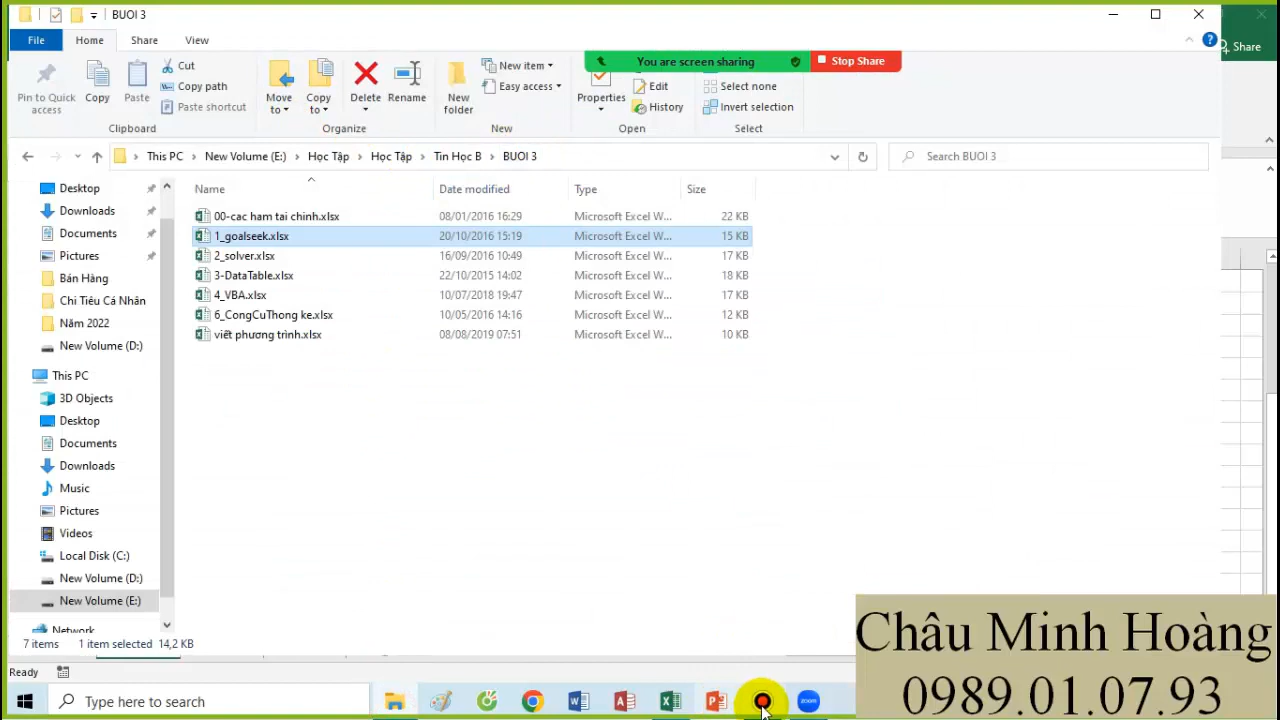 BUOI 3
File Home Share View
Share
You are screen sharing Stop Share
Pin to Quick access
Copy
Paste
Cut
Copy path
Paste shortcut
Clipboard
Move to
Copy to
Delete
Rename
Organize
New folder
New item
Easy access
New
Properties
Edit
History
Open
Select none
Invert selection
Select
This PC New Volume (E:) Học Tập Học Tập Tin Học B BUOI 3
Search BUOI 3
Name Date modified Type Size
00-cac ham tai chinh.xlsx 08/01/2016 16:29 Microsoft Excel W... 22 KB
1_goalseek.xlsx 20/10/2016 15:19 Microsoft Excel W... 15 KB
2_solver.xlsx 16/09/2016 10:49 Microsoft Excel W... 17 KB
3-DataTable.xlsx 22/10/2015 14:02 Microsoft Excel W... 18 KB
4_VBA.xlsx 10/07/2018 19:47 Microsoft Excel W... 17 KB
6_CongCuThong ke.xlsx 10/05/2016 14:16 Microsoft Excel W... 12 KB
viết phương trình.xlsx 08/08/2019 07:51 Microsoft Excel W... 10 KB
Desktop
Downloads
Documents
Pictures
Bán Hàng
Chi Tiêu Cá Nhân
Năm 2022
New Volume (D:)
This PC
3D Objects
Desktop
Documents
Downloads
Music
Pictures
Videos
Local Disk (C:)
New Volume (D:)
New Volume (E:)
Network
7 items 1 item selected 14,2 KB
Ready
Type here to search
zoom
Châu Minh Hoàng
0989.01.07.93